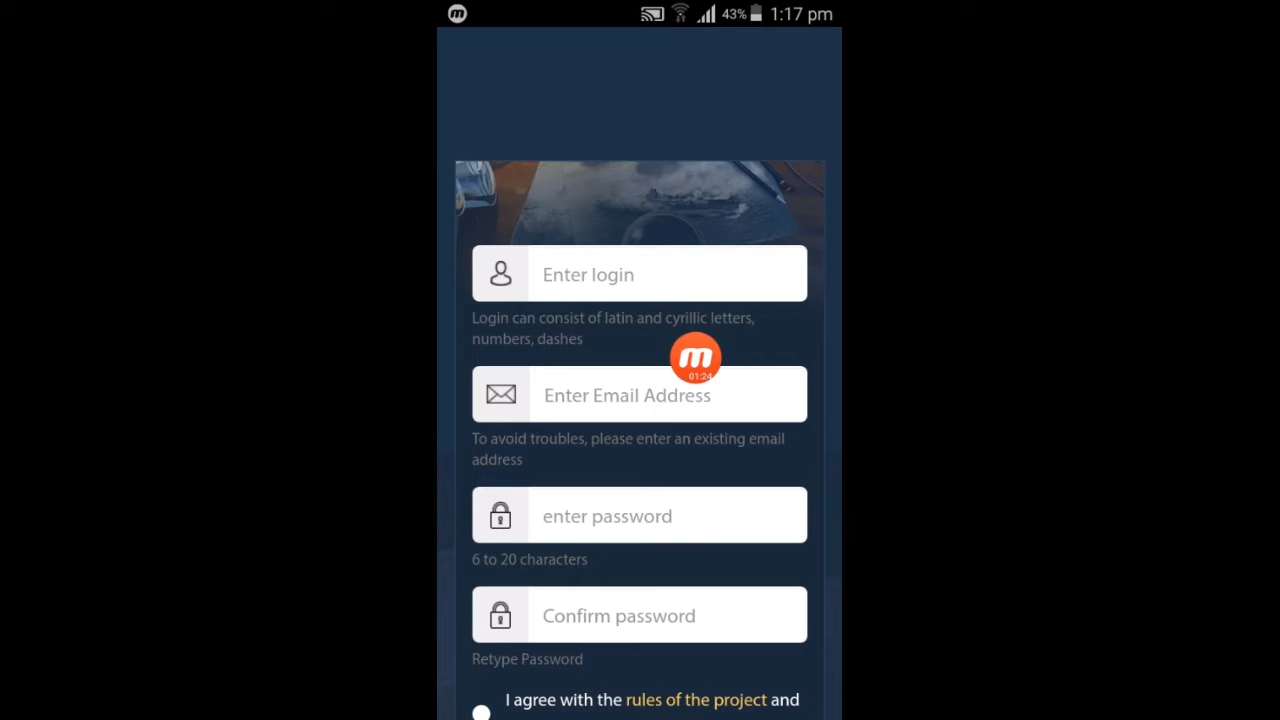 43% 1:17 pm
Enter login
Login can consist of latin and cyrillic letters,
numbers, dashes
m
01:24
Enter Email Address
To avoid troubles, please enter an existing email
address
enter password
6 to 20 characters
Confirm password
Retype Password
I agree with the rules of the project and